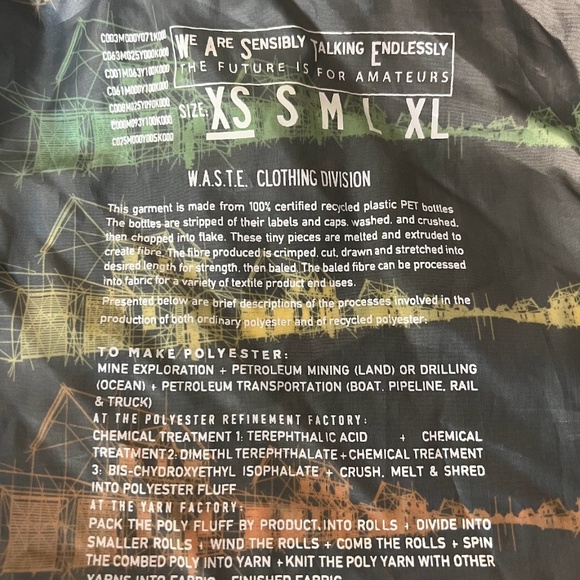 C003M000Y071K000
C063M025Y000K000
C001M063Y100K000
C061M000Y100K000
C008M025Y090K000
C000M093Y100K000
C025M000Y005K000
WE ARE SENSIBLY TALKING ENDLESSLY
THE FUTURE IS FOR AMATEURS
SIZE: XS S M L XL
W.A.S.T.E. CLOTHING DIVISION
This garment is made from 100% certified recycled plastic PET bottles
The bottles are stripped of their labels and caps, washed, and crushed,
then chopped into flake. These tiny pieces are melted and extruded to
create fibre. The fibre produced is crimped, cut, drawn and stretched into
desired length for strength, then baled. The baled fibre can be processed
into fabric for a variety of textile product end uses.
Presented below are brief descriptions of the processes involved in the
production of both ordinary polyester and of recycled polyester:
TO MAKE POLYESTER:
MINE EXPLORATION + PETROLEUM MINING (LAND) OR DRILLING
(OCEAN) + PETROLEUM TRANSPORTATION (BOAT, PIPELINE, RAIL
& TRUCK)
AT THE POLYESTER REFINEMENT FACTORY:
CHEMICAL TREATMENT 1: TEREPHTHALIC ACID + CHEMICAL
TREATMENT 2: DIMETHL TEREPHTHALATE + CHEMICAL TREATMENT
3: BIS-CHYDROXYETHYL ISOPHALATE + CRUSH, MELT & SHRED
INTO POLYESTER FLUFF
AT THE YARN FACTORY:
PACK THE POLY FLUFF BY PRODUCT, INTO ROLLS + DIVIDE INTO
SMALLER ROLLS + WIND THE ROLLS + COMB THE ROLLS + SPIN
THE COMBED POLY INTO YARN + KNIT THE POLY YARN WITH OTHER
YARNS INTO FABRIC = FINISHED FABRIC